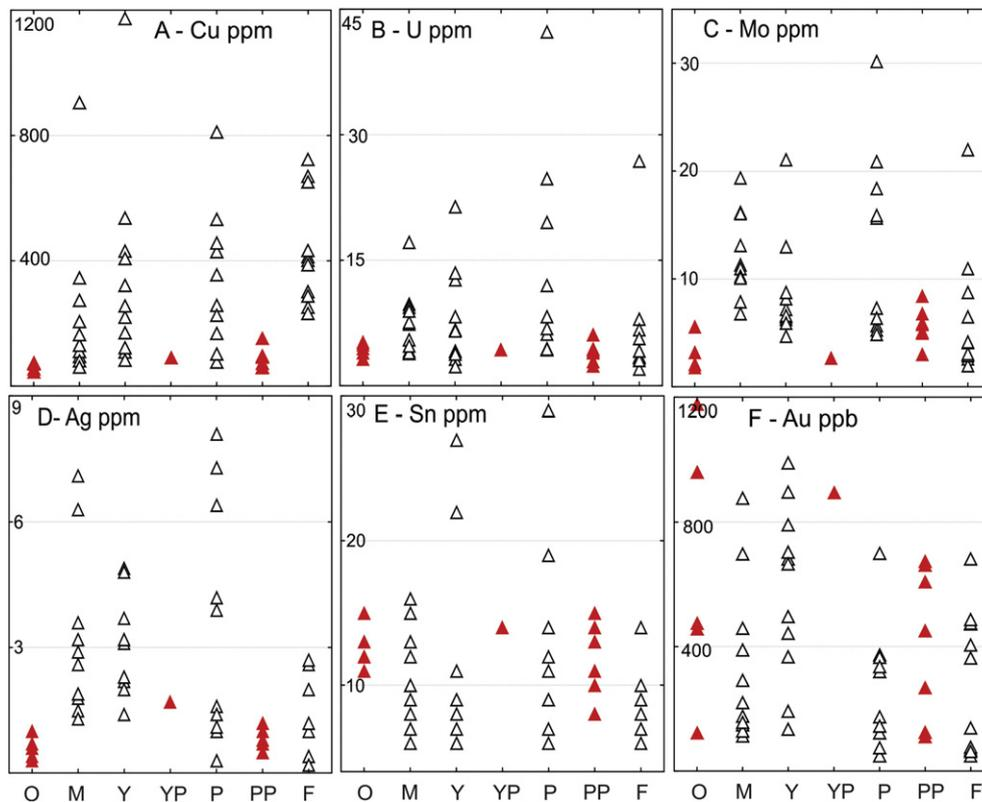 1200
A - Cu ppm
800
400
45
B - U ppm
30
15
C - Mo ppm
30
20
10
9
D- Ag ppm
6
3
O M Y YP P PP F
30
E - Sn ppm
20
10
O M Y YP P PP F
1200
F - Au ppb
800
400
O M Y YP P PP F